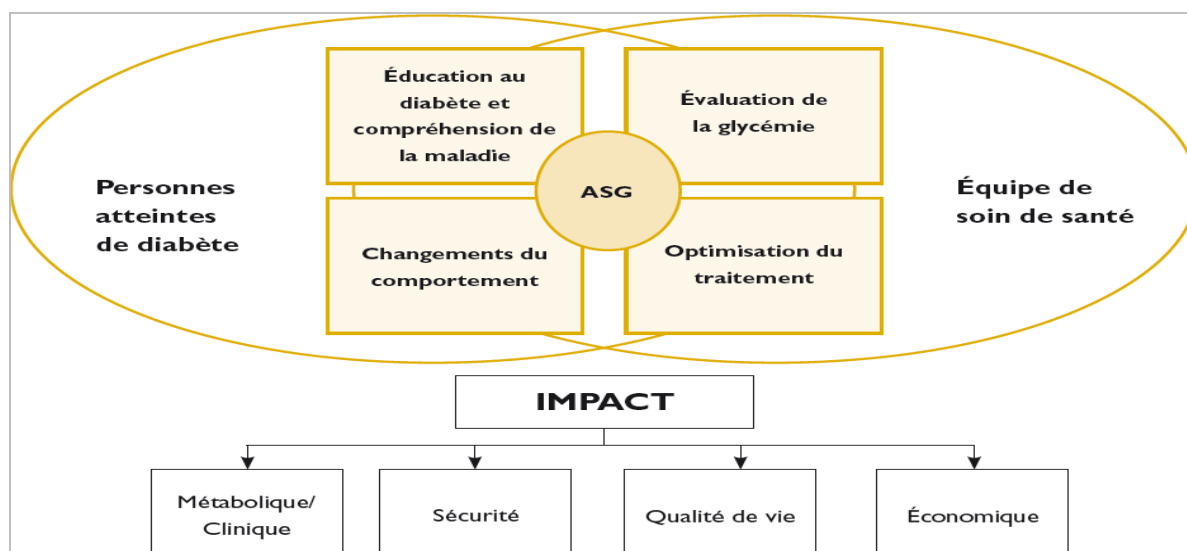 Éducation au
diabète et
compréhension de
la maladie
Évaluation de
la glycémie
Personnes
atteintes
de diabète
ASG
Équipe de
soin de santé
Changements du
comportement
Optimisation du
traitement
IMPACT
Métabolique/
Clinique
Sécurité
Qualité de vie
Économique